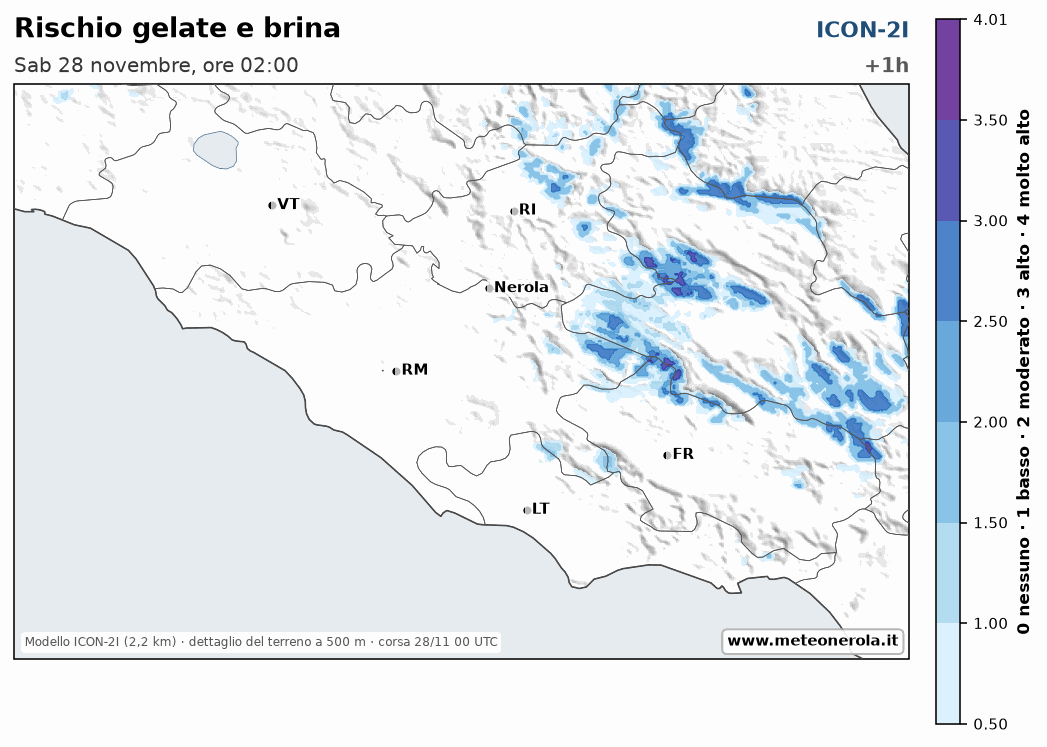 Rischio gelate e brina
ICON-2I
Sab 28 novembre, ore 02:00
+1h
VT
RI
Nerola
RM
FR
LT
Modello ICON-2I (2,2 km) · dettaglio del terreno a 500 m · corsa 28/11 00 UTC
www.meteonerola.it
4.01
3.50
3.00
2.50
2.00
1.50
1.00
0.50
0 nessuno · 1 basso · 2 moderato · 3 alto · 4 molto alto